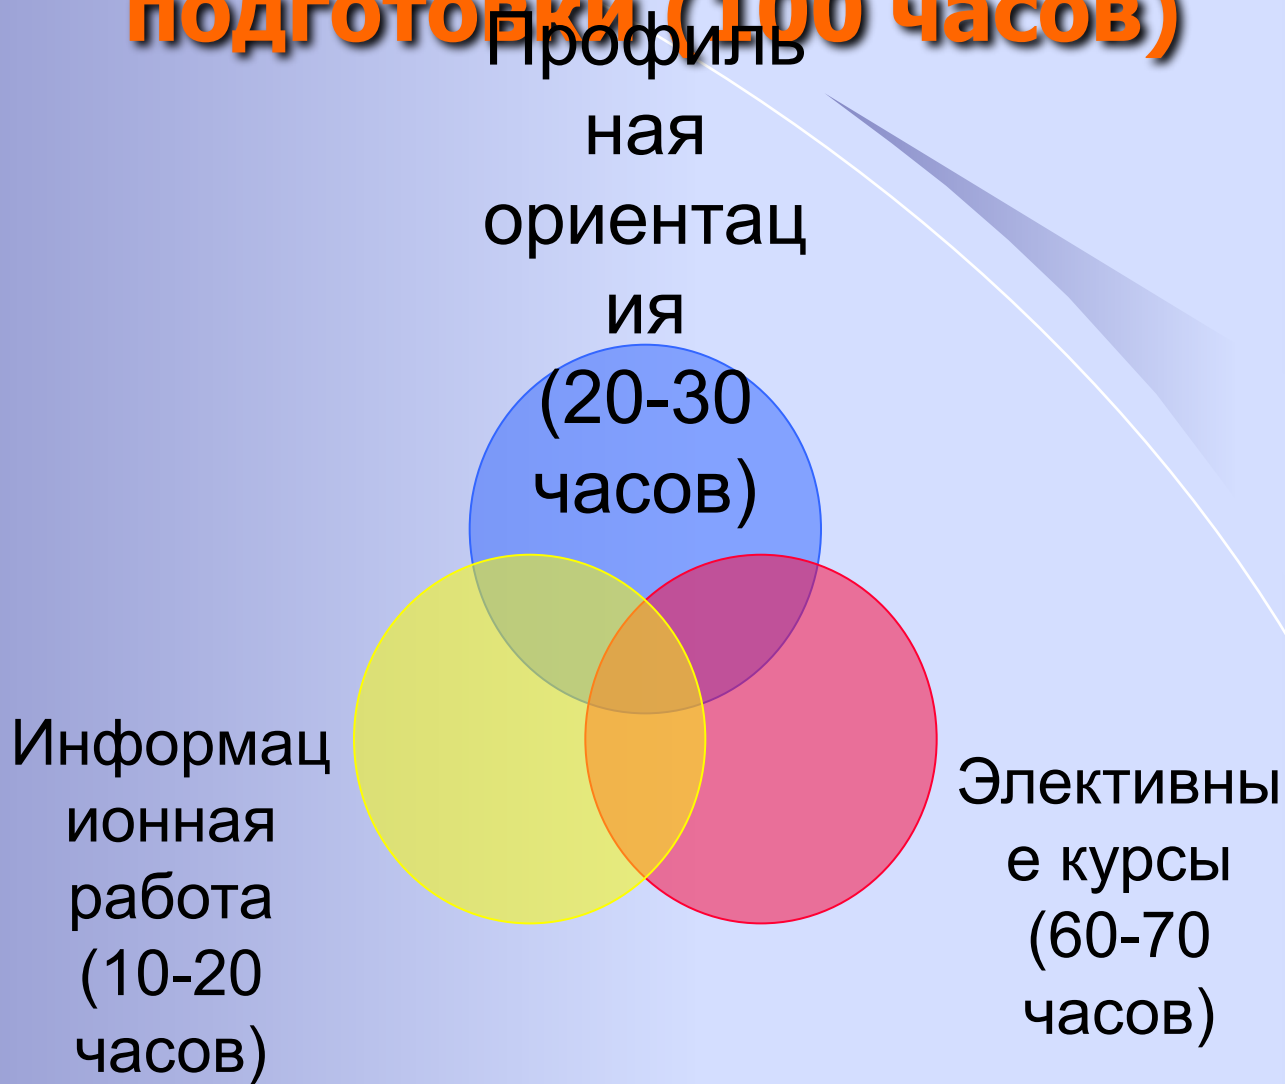 подготовки (100 часов)
Профиль
ная
ориентац
ия
(20-30
часов)
Информац
ионная
работа
(10-20
часов)
Элективны
е курсы
(60-70
часов)